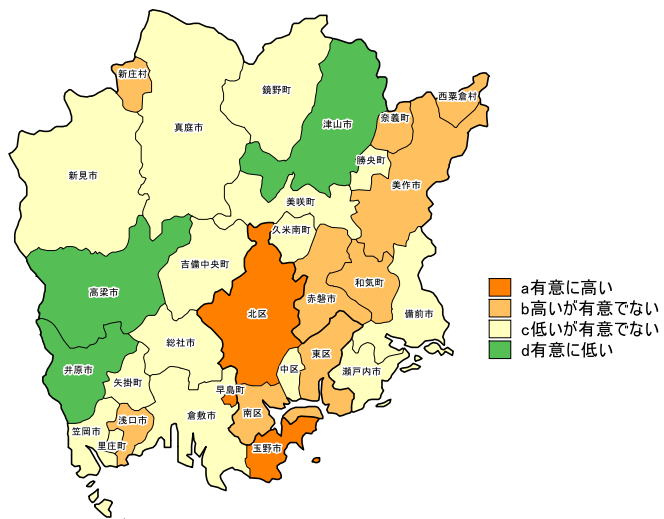 新庄村
西粟倉村
鏡野町
奈義町
津山市
真庭市
勝央町
新見市
美作市
美咲町
久米南町
吉備中央町
和気町
高梁市
赤磐市
北区
備前市
a有意に高い
b高いが有意でない
c低いが有意でない
d有意に低い
総社市
東区
井原市
中区
瀬戸内市
矢掛町
早島町
浅口市
倉敷市
南区
笠岡市
里庄町
玉野市